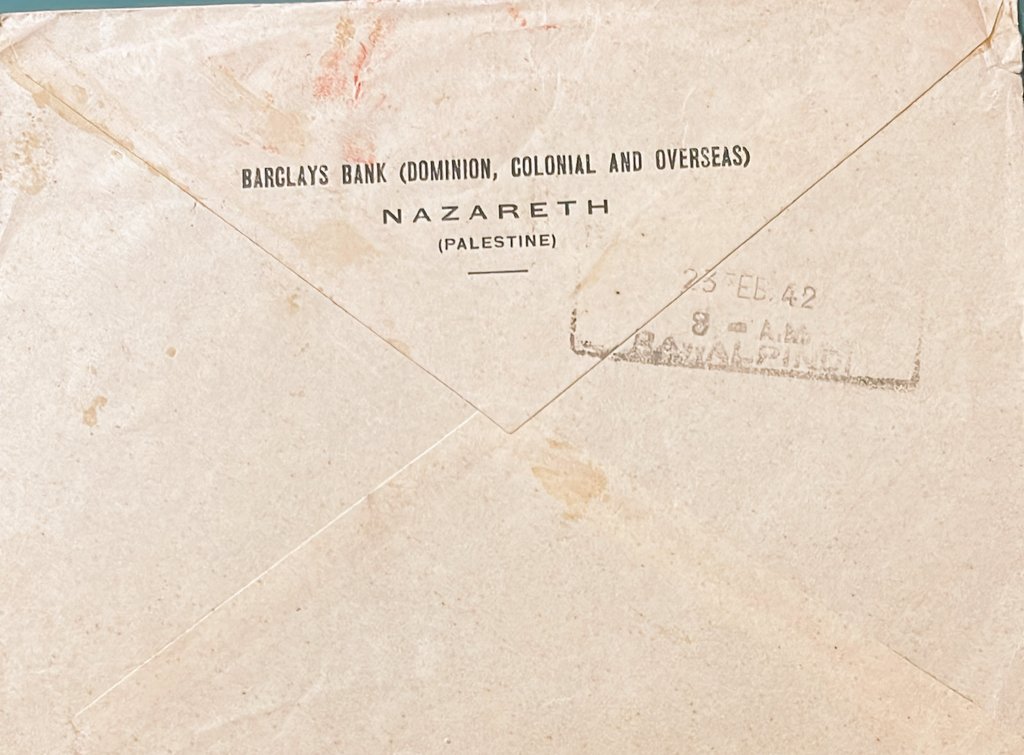 BARCLAYS BANK (DOMINION, COLONIAL AND OVERSEAS)
NAZARETH
(PALESTINE)
23 FEB. 42
8 - A.M
RAWALPINDI